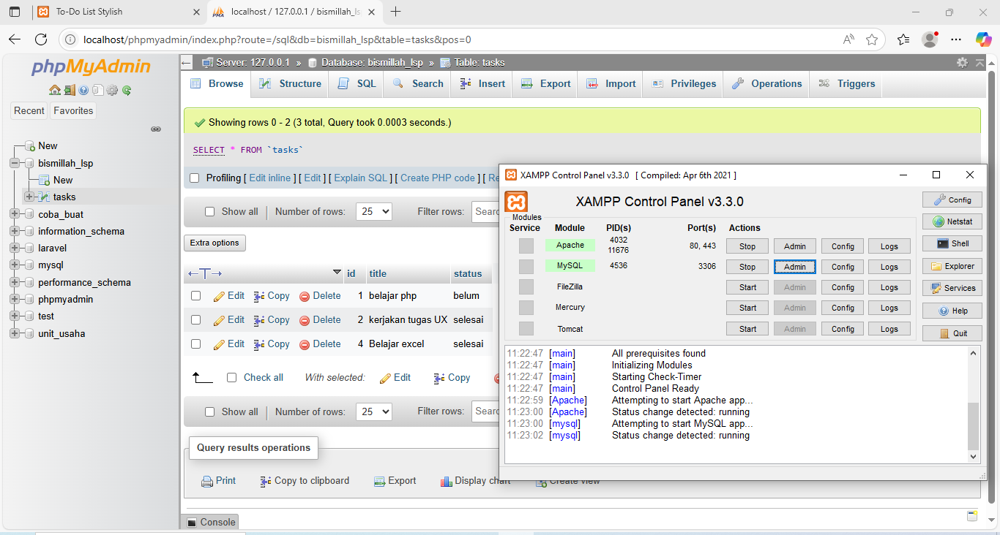 To-Do List Stylish
localhost / 127.0.0.1 / bismillah_ls
localhost/phpmyadmin/index.php?route=/sql&db=bismillah_lsp&table=tasks&pos=0
phpMyAdmin
Recent Favorites
New
bismillah_lsp
New
tasks
coba_buat
information_schema
laravel
mysql
performance_schema
phpmyadmin
test
unit_usaha
Server: 127.0.0.1 » Database: bismillah_lsp » Table: tasks
Browse Structure SQL Search Insert Export Import Privileges Operations Triggers
Showing rows 0 - 2 (3 total, Query took 0.0003 seconds.)
SELECT * FROM `tasks`
Profiling [ Edit inline ] [ Edit ] [ Explain SQL ] [ Create PHP code ] [ Re
Show all Number of rows: 25 Filter rows: Searc
Extra options
id title status
Edit Copy Delete 1 belajar php belum
Edit Copy Delete 2 kerjakan tugas UX selesai
Edit Copy Delete 4 Belajar excel selesai
Check all With selected: Edit Copy
Show all Number of rows: 25 Filter rows: Searc
Query results operations
Print Copy to clipboard Export Display chart Create view
Console
XAMPP Control Panel v3.3.0 [ Compiled: Apr 6th 2021 ]
XAMPP Control Panel v3.3.0
Modules
Service Module PID(s) Port(s) Actions
Apache 4032 11676 80, 443 Stop Admin Config Logs
MySQL 4536 3306 Stop Admin Config Logs
FileZilla Start Admin Config Logs
Mercury Start Admin Config Logs
Tomcat Start Admin Config Logs
Config
Netstat
Shell
Explorer
Services
Help
Quit
11:22:47 [main] All prerequisites found
11:22:47 [main] Initializing Modules
11:22:47 [main] Starting Check-Timer
11:22:47 [main] Control Panel Ready
11:22:59 [Apache] Attempting to start Apache app...
11:23:00 [Apache] Status change detected: running
11:23:00 [mysql] Attempting to start MySQL app...
11:23:02 [mysql] Status change detected: running